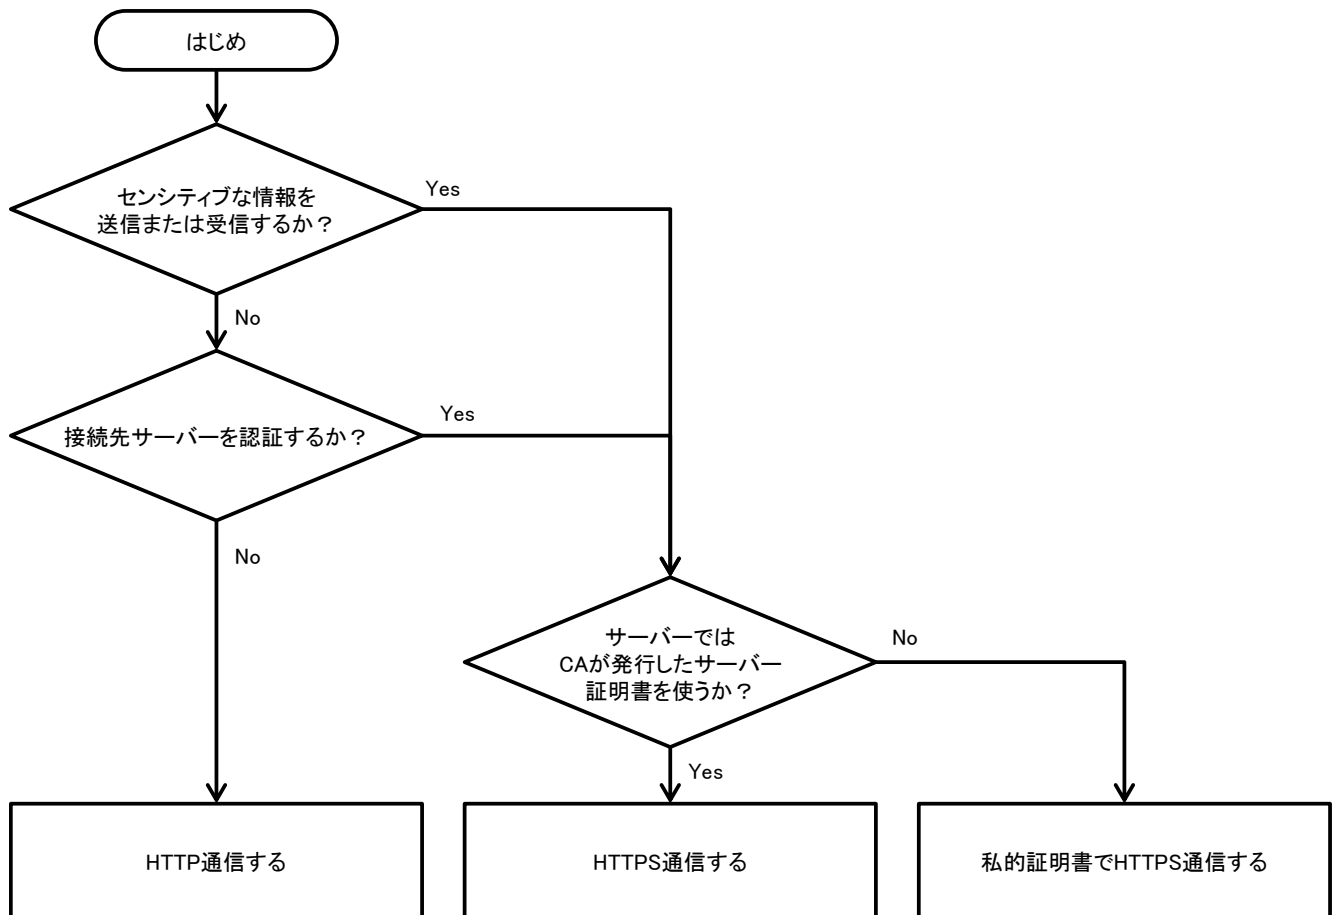 はじめ
センシティブな情報を
送信または受信するか？
Yes
No
接続先サーバーを認証するか？
Yes
No
サーバーでは
CAが発行したサーバー
証明書を使うか？
No
Yes
HTTP通信する
HTTPS通信する
私的証明書でHTTPS通信する